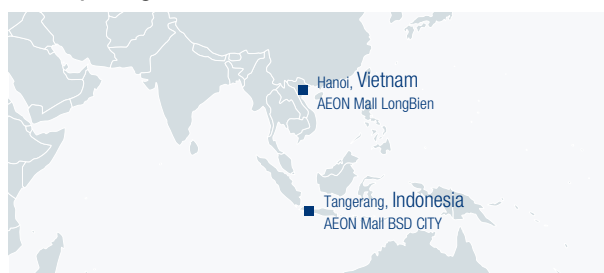 Hanoi, Vietnam
AEON Mall LongBien
Tangerang, Indonesia
AEON Mall BSD CITY